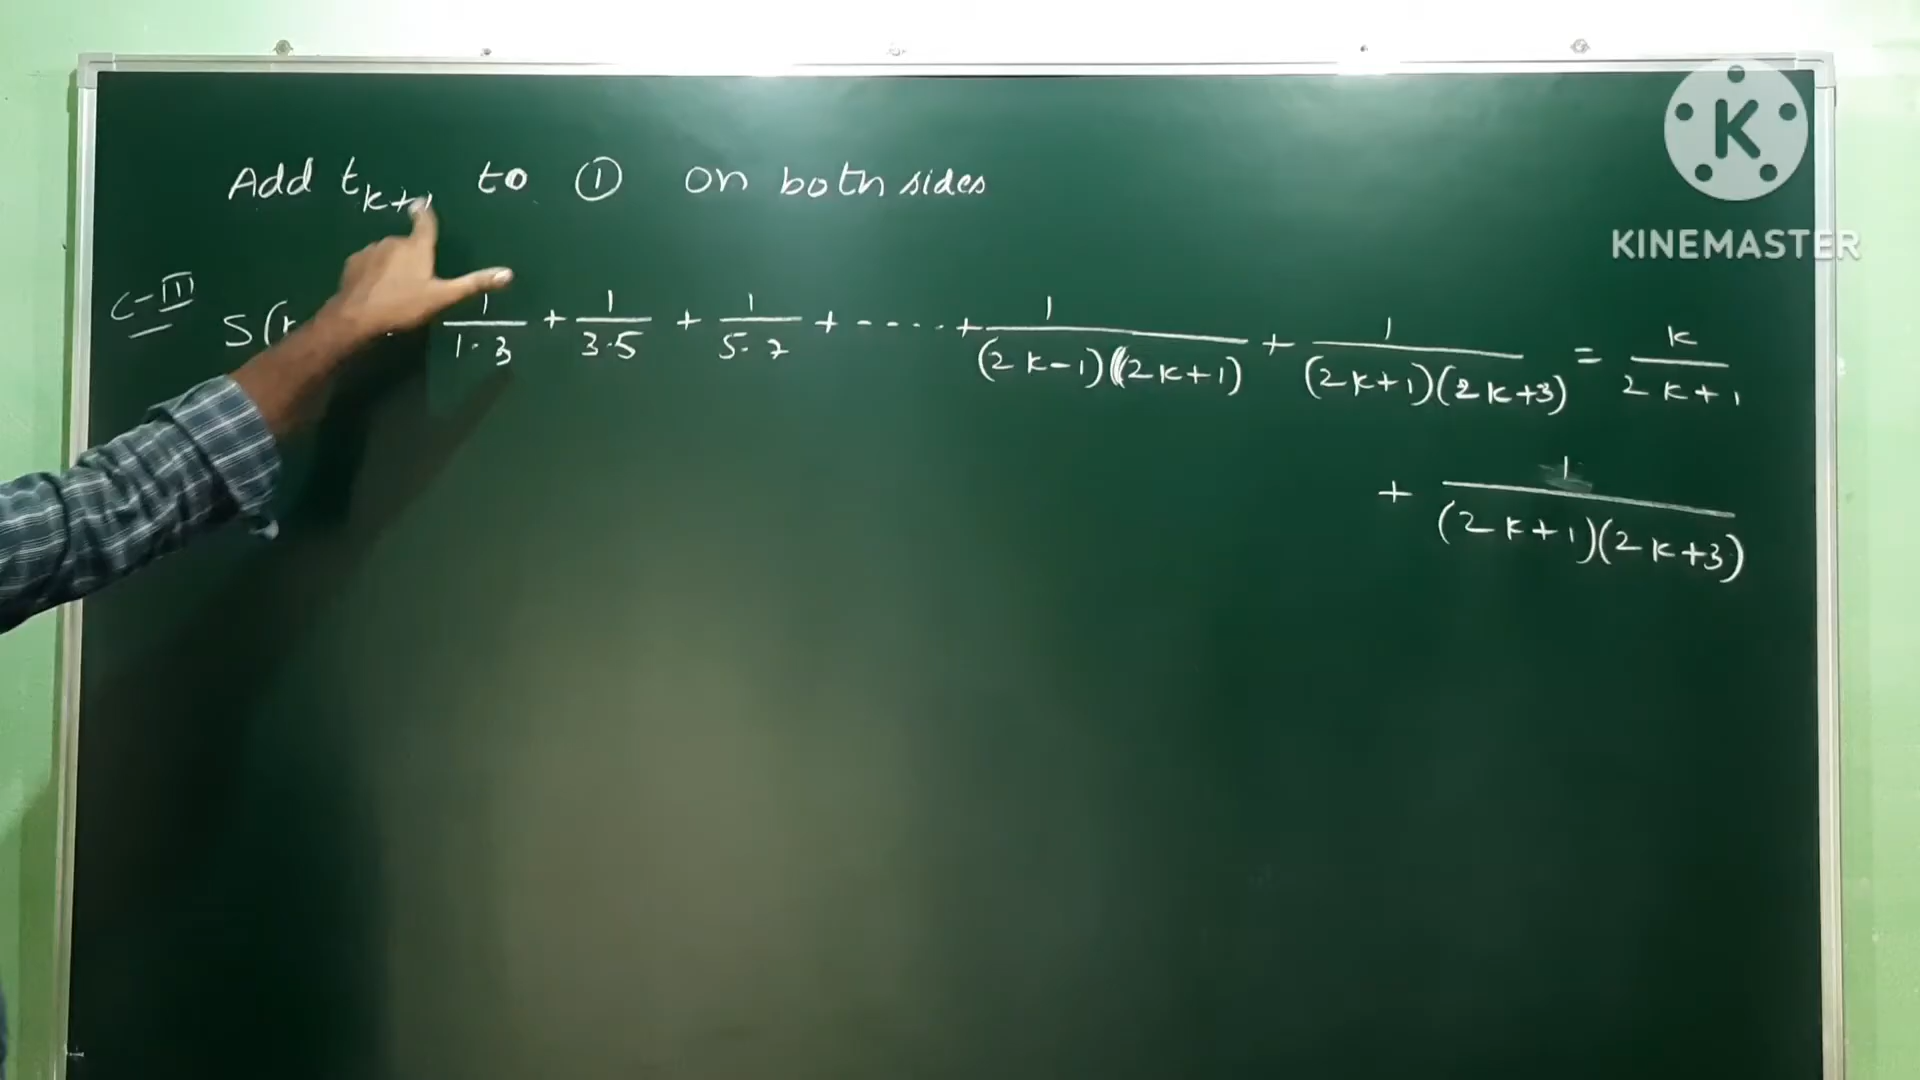 Add t_{k+1} to ① on both sides
C-III
S( 1/(1·3) + 1/(3·5) + 1/(5·7) + ----- + 1/((2k-1)(2k+1)) + 1/((2k+1)(2k+3)) = k/(2k+1)
+ 1/((2k+1)(2k+3))
K
KINEMASTER